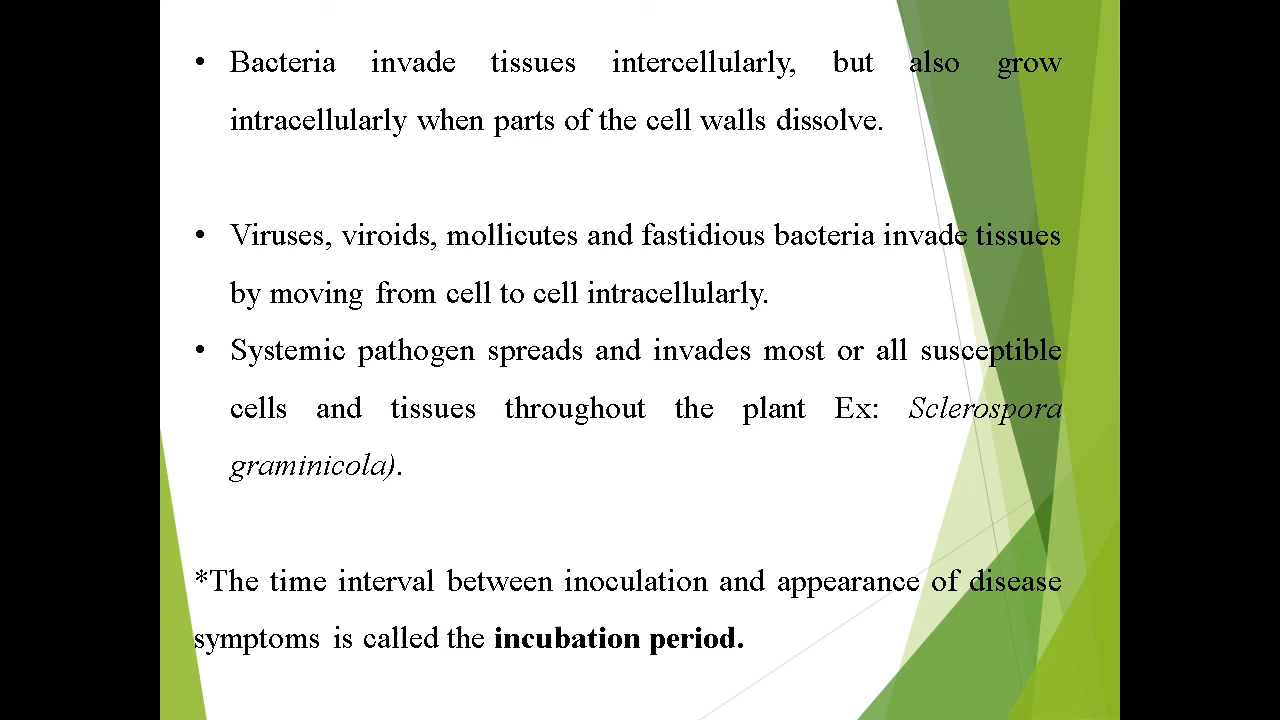 • Bacteria invade tissues intercellularly, but also grow
intracellularly when parts of the cell walls dissolve.
• Viruses, viroids, mollicutes and fastidious bacteria invade tissues
by moving from cell to cell intracellularly.
• Systemic pathogen spreads and invades most or all susceptible
cells and tissues throughout the plant Ex: Sclerospora
graminicola).
*The time interval between inoculation and appearance of disease
symptoms is called the incubation period.